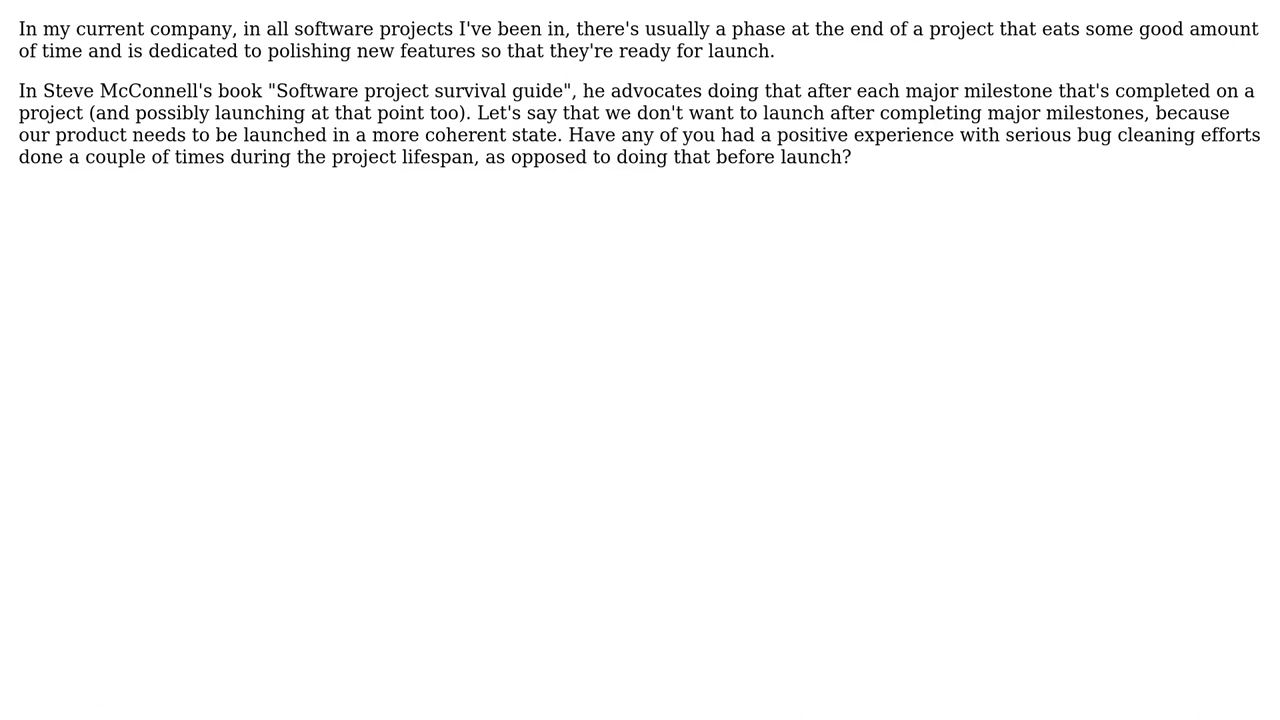 In my current company, in all software projects I've been in, there's usually a phase at the end of a project that eats some good amount
of time and is dedicated to polishing new features so that they're ready for launch.
In Steve McConnell's book "Software project survival guide", he advocates doing that after each major milestone that's completed on a
project (and possibly launching at that point too). Let's say that we don't want to launch after completing major milestones, because
our product needs to be launched in a more coherent state. Have any of you had a positive experience with serious bug cleaning efforts
done a couple of times during the project lifespan, as opposed to doing that before launch?